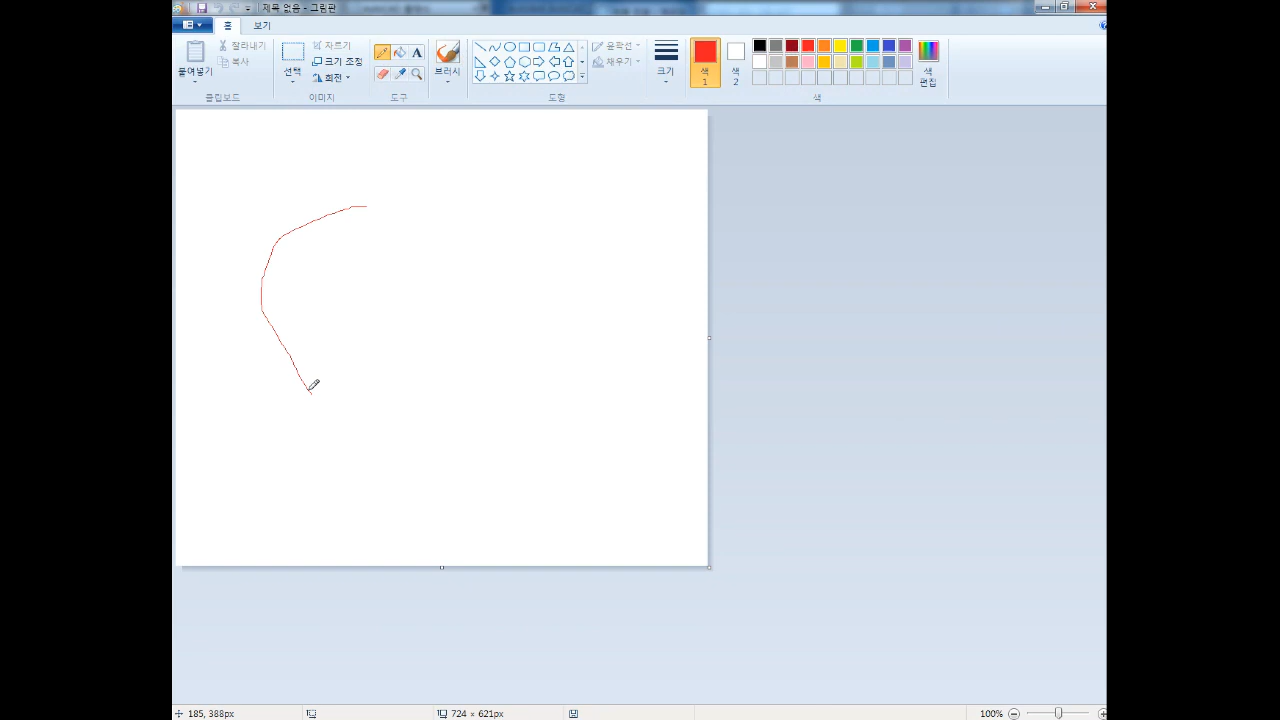 제목 없음 - 그림판
홈 보기
붙여넣기
잘라내기
복사
클립보드
선택
자르기
크기 조정
회전
이미지
A
도구
브러시
윤곽선
채우기
도형
크기
색 1
색 2
색 편집
색
185, 388px
724 × 621px
100%